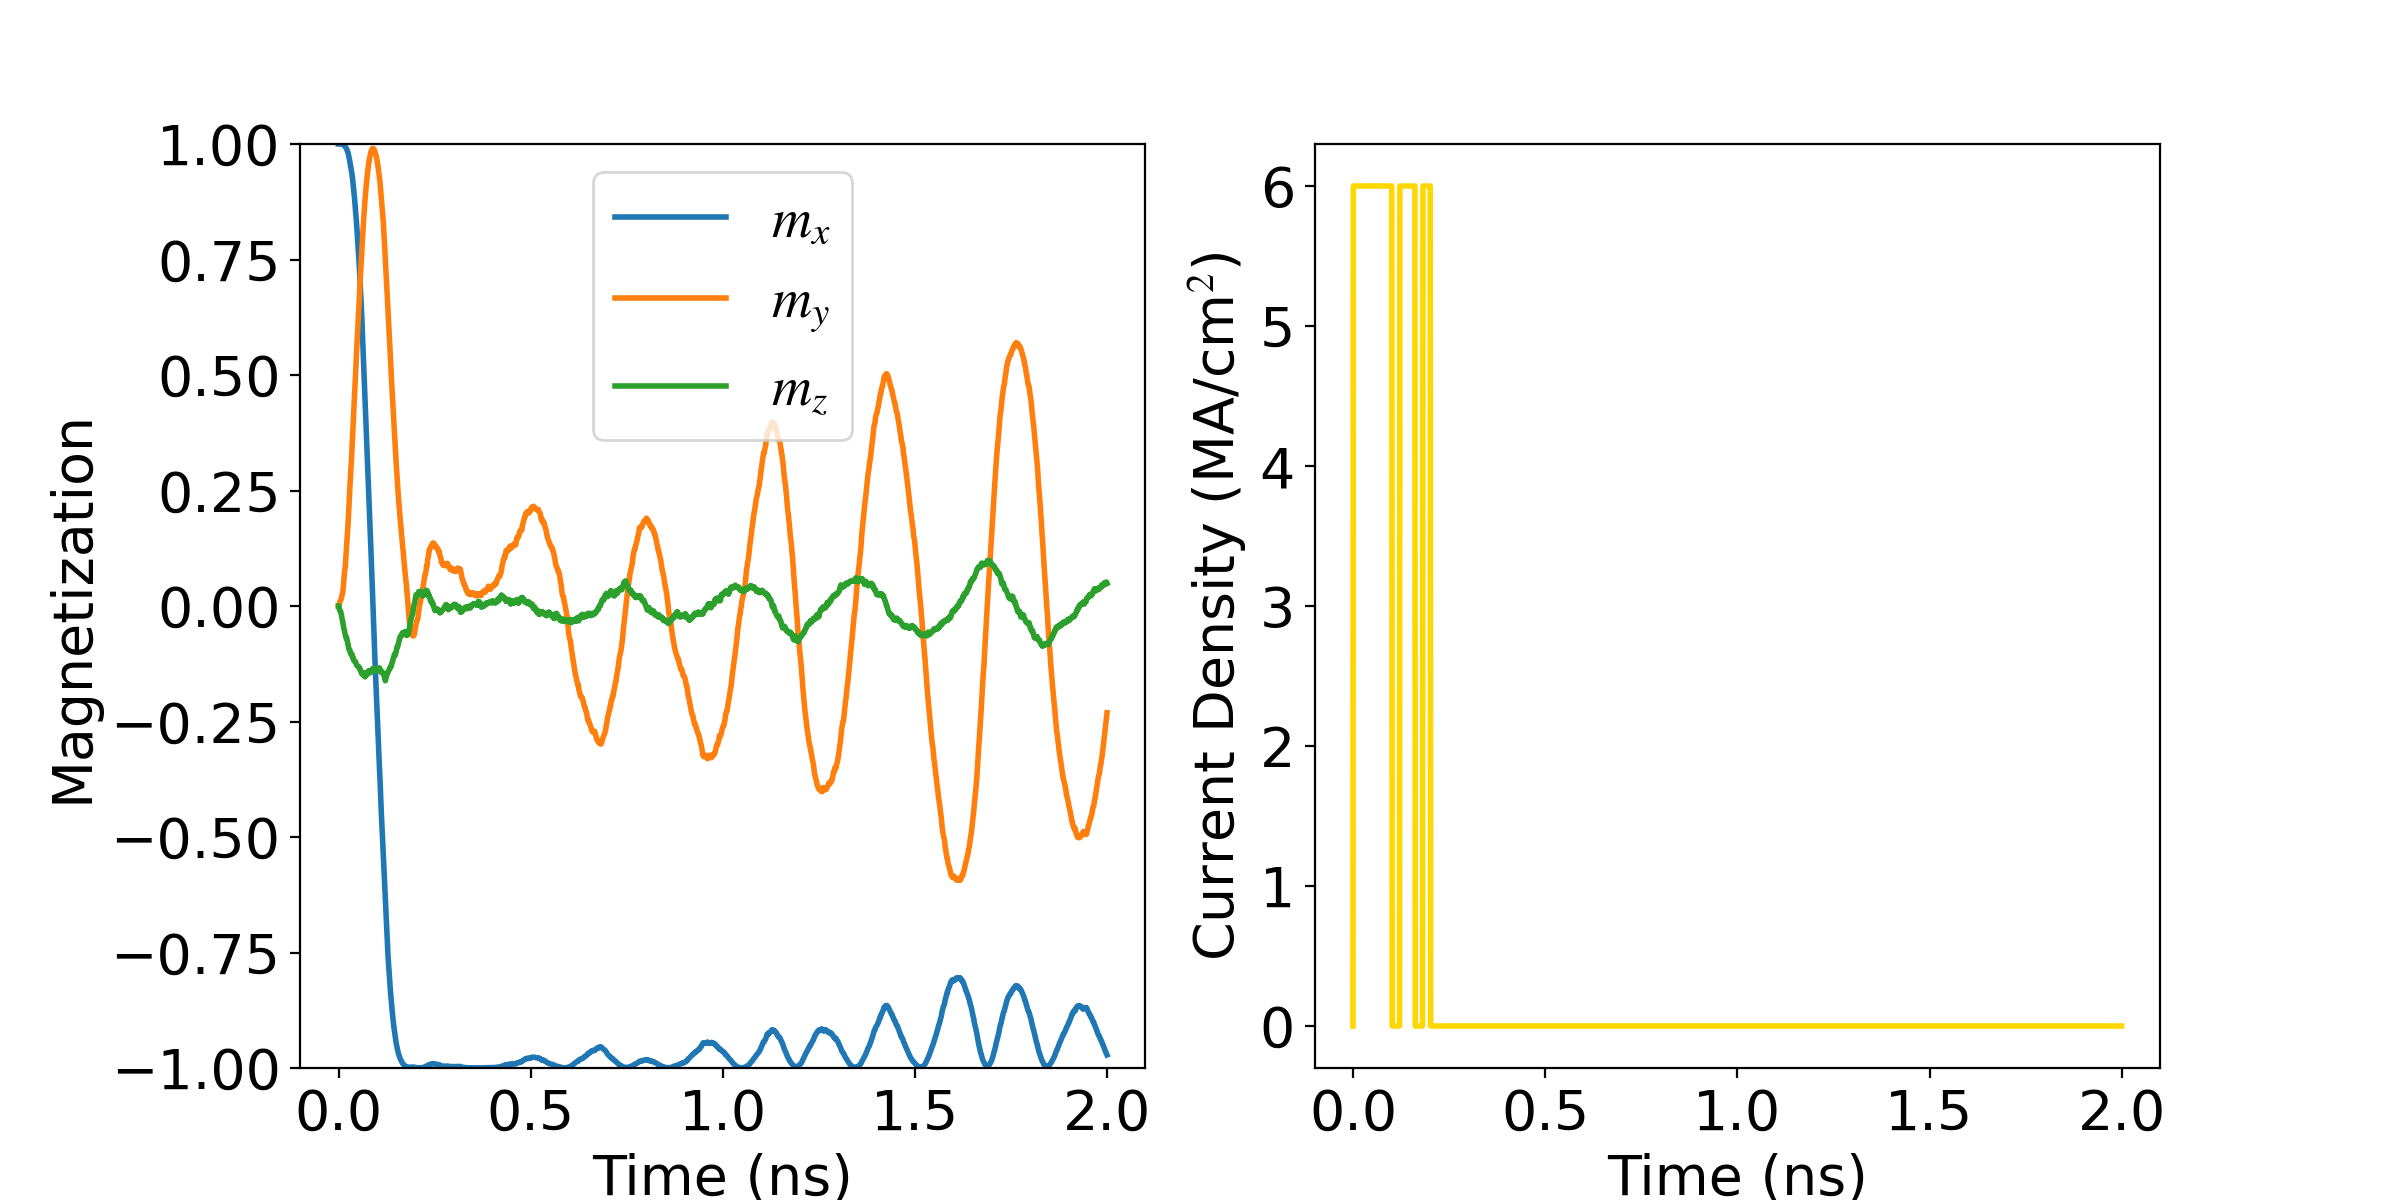 1.00
0.75
0.50
0.25
0.00
−0.25
−0.50
−0.75
−1.00
Magnetization
m_x
m_y
m_z
0.0 0.5 1.0 1.5 2.0
Time (ns)
6
5
4
3
2
1
0
Current Density (MA/cm²)
0.0 0.5 1.0 1.5 2.0
Time (ns)